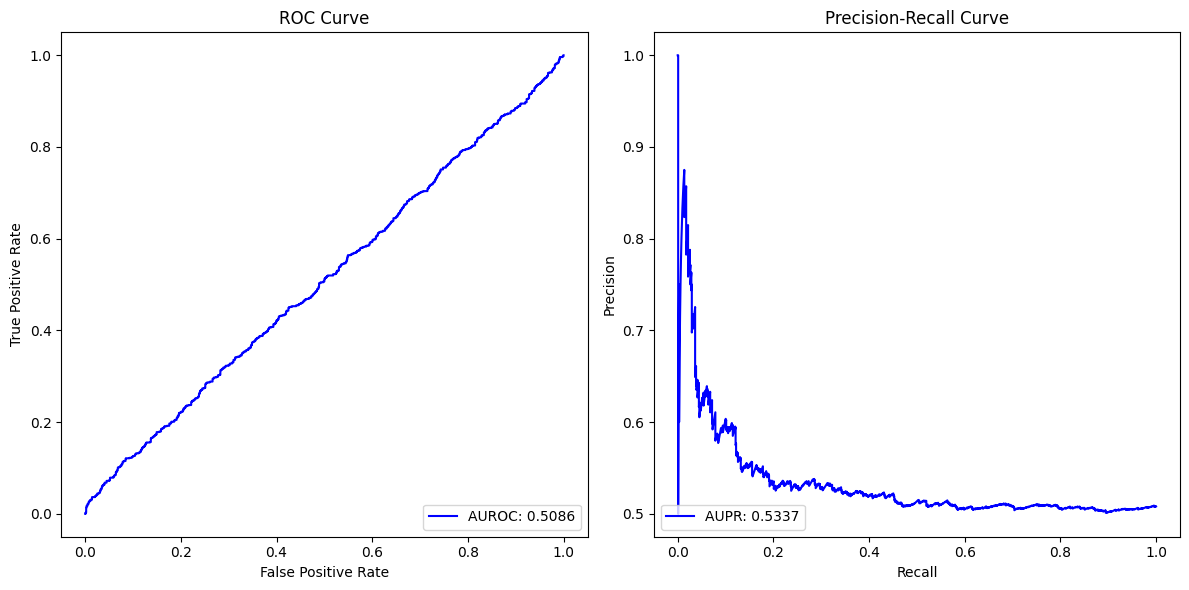 ROC Curve
1.0
0.8
0.6
0.4
0.2
0.0
True Positive Rate
0.0 0.2 0.4 0.6 0.8 1.0
False Positive Rate
AUROC: 0.5086
Precision-Recall Curve
1.0
0.9
0.8
0.7
0.6
0.5
Precision
0.0 0.2 0.4 0.6 0.8 1.0
Recall
AUPR: 0.5337